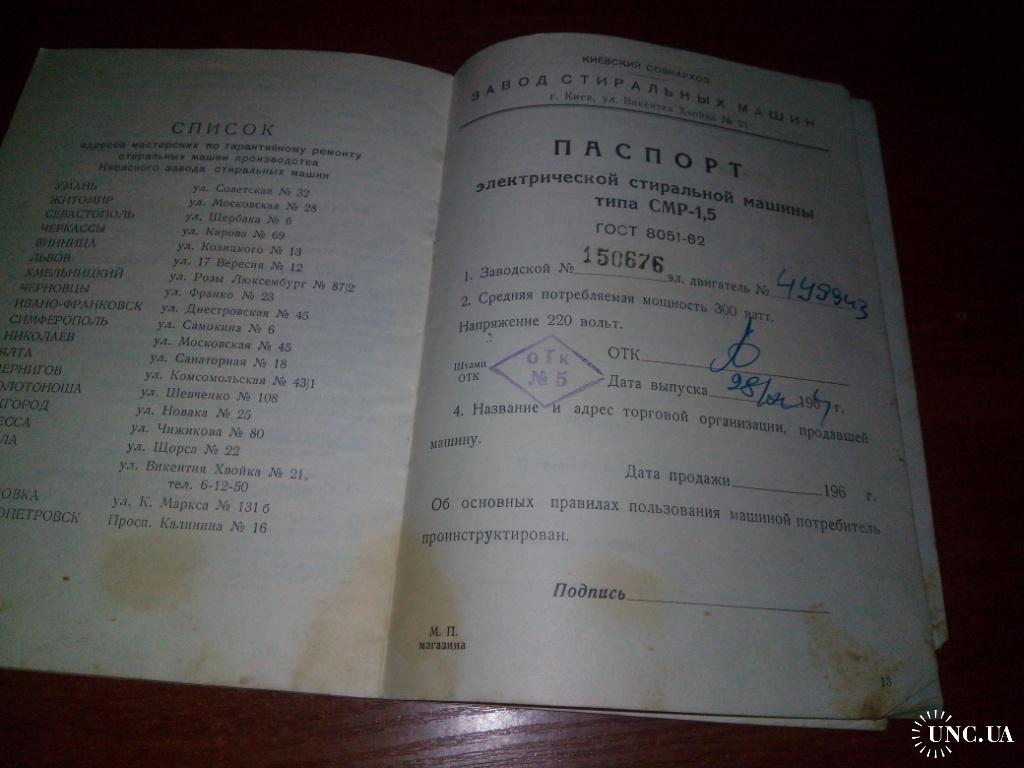 СПИСОК
адресов мастерских по гарантийному ремонту
стиральных машин производства
Киевского завода стиральных машин
УМАНЬ ул. Советская № 32
ЖИТОМИР ул. Московская № 28
СЕВАСТОПОЛЬ ул. Щербака № 6
ЧЕРКАССЫ ул. Кирова № 69
ВИННИЦА ул. Козицкого № 13
ЛЬВОВ ул. 17 Вересня № 12
ХМЕЛЬНИЦКИЙ ул. Розы Люксембург № 87/2
ЧЕРНОВЦЫ ул. Франко № 23
ИВАНО-ФРАНКОВСК ул. Днестровская № 45
СИМФЕРОПОЛЬ ул. Самокина № 6
НИКОЛАЕВ ул. Московская № 45
ЯЛТА ул. Санаторная № 18
ЕРНИГОВ ул. Комсомольская № 43/1
ОЛОТОНОША ул. Шевченко № 108
ЖГОРОД ул. Новака № 25
ЕССА ул. Чижикова № 80
ЛА ул. Щорса № 22
ул. Викентия Хвойка № 21,
тел. 6-12-50
ОВКА ул. К. Маркса № 131 б
ОПЕТРОВСК Просп. Калинина № 16
КИЕВСКИЙ СОВНАРХОЗ
ЗАВОД СТИРАЛЬНЫХ МАШИН
г. Киев, ул. Викентия Хвойка № 21
ПАСПОРТ
электрической стиральной машины
типа СМР-1,5
ГОСТ 8051-62
1. Заводской № 150676 эл. двигатель №
2. Средняя потребляемая мощность 300 ватт.
Напряжение 220 вольт.
Штамп ОТК
ОТК
№ 5
ОТК
Дата выпуска 28 196 г.
4. Название и адрес торговой организации, продавшей
машину.
Дата продажи 196 г.
Об основных правилах пользования машиной потребитель
проинструктирован.
Подпись
М. П.
магазина
13
UNC.UA